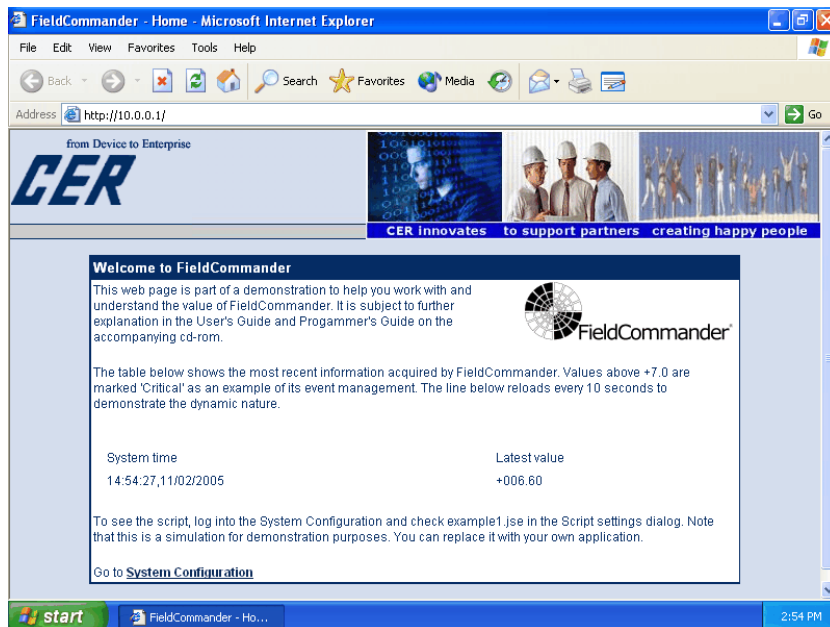 FieldCommander - Home - Microsoft Internet Explorer
File Edit View Favorites Tools Help
Back Search Favorites Media
Address http://10.0.0.1/ Go
from Device to Enterprise
CER
CER innovates to support partners creating happy people
Welcome to FieldCommander
This web page is part of a demonstration to help you work with and
understand the value of FieldCommander. It is subject to further
explanation in the User's Guide and Progammer's Guide on the
accompanying cd-rom.
FieldCommander
The table below shows the most recent information acquired by FieldCommander. Values above +7.0 are
marked 'Critical' as an example of its event management. The line below reloads every 10 seconds to
demonstrate the dynamic nature.
System time Latest value
14:54:27,11/02/2005 +006.60
To see the script, log into the System Configuration and check example1.jse in the Script settings dialog. Note
that this is a simulation for demonstration purposes. You can replace it with your own application.
Go to System Configuration
start FieldCommander - Ho... 2:54 PM